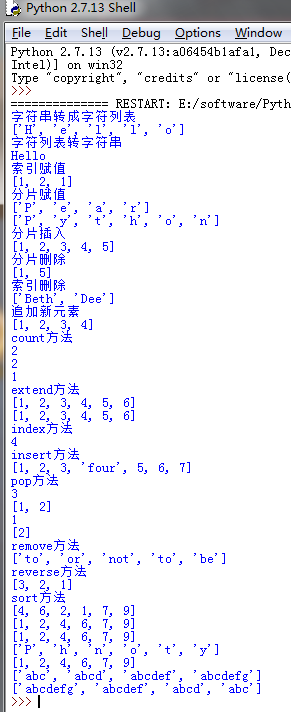 Python 2.7.13 Shell
File Edit Shell Debug Options Window
Python 2.7.13 (v2.7.13:a06454b1afa1, Dec
Intel)] on win32
Type "copyright", "credits" or "license(
>>>
============== RESTART: E:/software/Pyth
字符串转成字符列表
['H', 'e', 'l', 'l', 'o']
字符列表转字符串
Hello
索引赋值
[1, 2, 1]
分片赋值
['P', 'e', 'a', 'r']
['P', 'y', 't', 'h', 'o', 'n']
分片插入
[1, 2, 3, 4, 5]
分片删除
[1, 5]
索引删除
['Beth', 'Dee']
追加新元素
[1, 2, 3, 4]
count方法
2
2
1
extend方法
[1, 2, 3, 4, 5, 6]
[1, 2, 3, 4, 5, 6]
index方法
4
insert方法
[1, 2, 3, 'four', 5, 6, 7]
pop方法
3
[1, 2]
1
[2]
remove方法
['to', 'or', 'not', 'to', 'be']
reverse方法
[3, 2, 1]
sort方法
[4, 6, 2, 1, 7, 9]
[1, 2, 4, 6, 7, 9]
[1, 2, 4, 6, 7, 9]
['P', 'h', 'n', 'o', 't', 'y']
[1, 2, 4, 6, 7, 9]
['abc', 'abcd', 'abcdef', 'abcdefg']
['abcdefg', 'abcdef', 'abcd', 'abc']
>>>